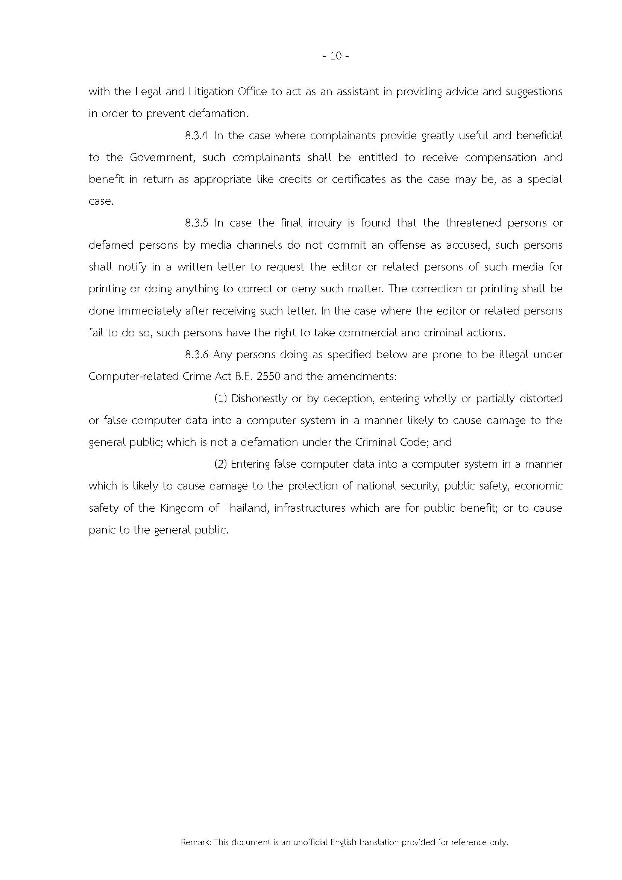 - 10 -
with the Legal and Litigation Office to act as an assistant in providing advice and suggestions
in order to prevent defamation.
8.3.4 In the case where complainants provide greatly useful and beneficial
to the Government, such complainants shall be entitled to receive compensation and
benefit in return as appropriate like credits or certificates as the case may be, as a special
case.
8.3.5 In case the final inquiry is found that the threatened persons or
defamed persons by media channels do not commit an offense as accused, such persons
shall notify in a written letter to request the editor or related persons of such media for
printing or doing anything to correct or deny such matter. The correction or printing shall be
done immediately after receiving such letter. In the case where the editor or related persons
fail to do so, such persons have the right to take commercial and criminal actions.
8.3.6 Any persons doing as specified below are prone to be illegal under
Computer-related Crime Act B.E. 2550 and the amendments:
(1) Dishonestly or by deception, entering wholly or partially distorted
or false computer data into a computer system in a manner likely to cause damage to the
general public; which is not a defamation under the Criminal Code; and
(2) Entering false computer data into a computer system in a manner
which is likely to cause damage to the protection of national security, public safety, economic
safety of the Kingdom of Thailand, infrastructures which are for public benefit; or to cause
panic to the general public.
Remark: This document is an unofficial English translation provided for reference only.